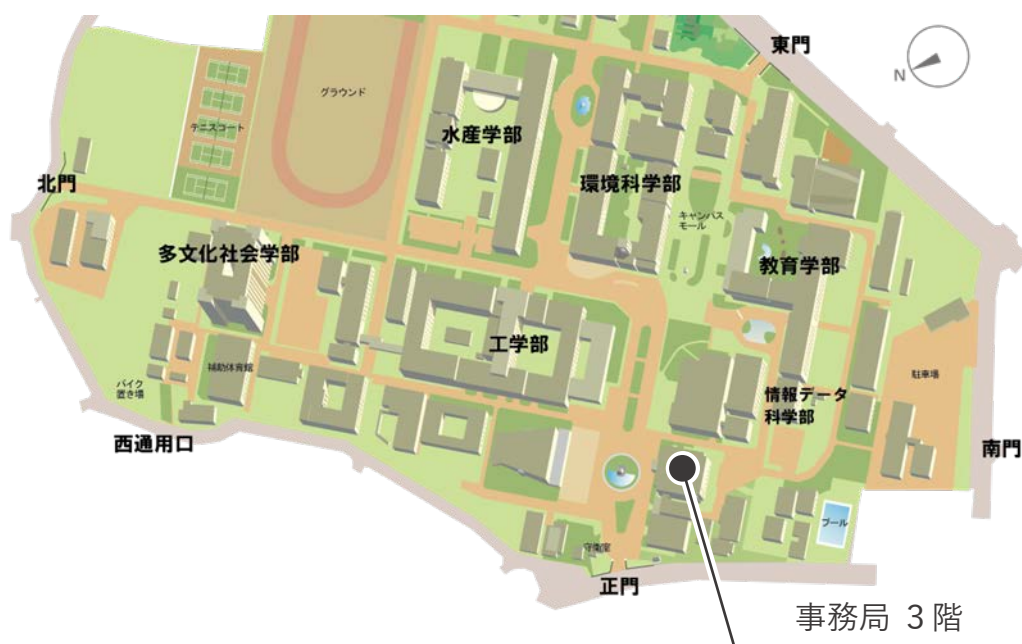 東門
N
グラウンド
テニスコート
水産学部
北門
環境科学部
キャンパス
モール
多文化社会学部
教育学部
工学部
補助体育館
駐車場
バイク
置き場
情報データ
科学部
西通用口
南門
プール
守衛室
正門
事務局 3階